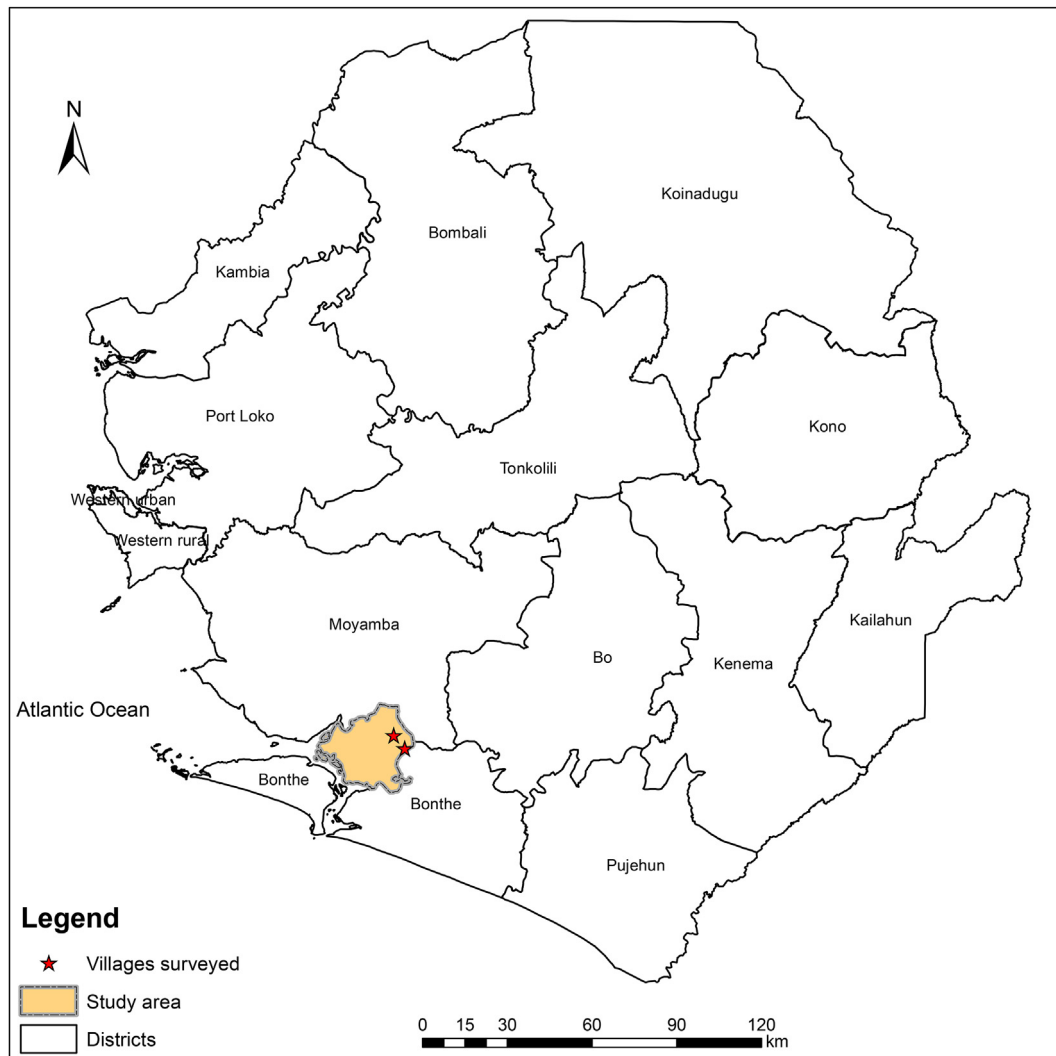 N
Koinadugu
Bombali
Kambia
Port Loko
Kono
Tonkolili
Western urban
Western rural
Moyamba
Kailahun
Bo
Kenema
Atlantic Ocean
Bonthe
Bonthe
Pujehun
Legend
Villages surveyed
Study area
Districts
0 15 30 60 90 120
km